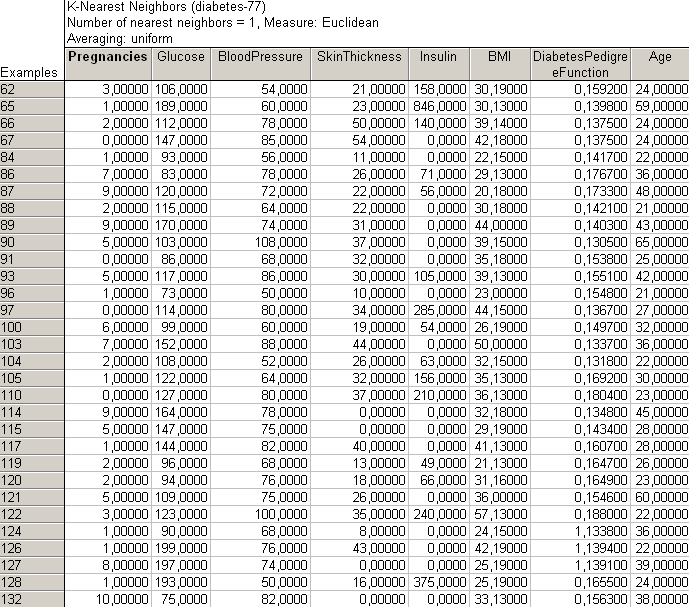 K-Nearest Neighbors (diabetes-77)
Number of nearest neighbors = 1, Measure: Euclidean
Averaging: uniform
Examples Pregnancies Glucose BloodPressure SkinThickness Insulin BMI DiabetesPedigreeFunction Age
62 3,00000 106,0000 54,0000 21,00000 158,0000 30,19000 0,159200 24,00000
65 1,00000 189,0000 60,0000 23,00000 846,0000 30,13000 0,139800 59,00000
66 2,00000 112,0000 78,0000 50,00000 140,0000 39,14000 0,137500 24,00000
67 0,00000 147,0000 85,0000 54,00000 0,0000 42,18000 0,137500 24,00000
84 1,00000 93,0000 56,0000 11,00000 0,0000 22,15000 0,141700 22,00000
86 7,00000 83,0000 78,0000 26,00000 71,0000 29,13000 0,176700 36,00000
87 9,00000 120,0000 72,0000 22,00000 56,0000 20,18000 0,173300 48,00000
88 2,00000 115,0000 64,0000 22,00000 0,0000 30,18000 0,142100 21,00000
89 9,00000 170,0000 74,0000 31,00000 0,0000 44,00000 0,140300 43,00000
90 5,00000 103,0000 108,0000 37,00000 0,0000 39,15000 0,130500 65,00000
91 0,00000 86,0000 68,0000 32,00000 0,0000 35,18000 0,153800 25,00000
93 5,00000 117,0000 86,0000 30,00000 105,0000 39,13000 0,155100 42,00000
96 1,00000 73,0000 50,0000 10,00000 0,0000 23,00000 0,154800 21,00000
97 0,00000 114,0000 80,0000 34,00000 285,0000 44,15000 0,136700 27,00000
100 6,00000 99,0000 60,0000 19,00000 54,0000 26,19000 0,149700 32,00000
103 7,00000 152,0000 88,0000 44,00000 0,0000 50,00000 0,133700 36,00000
104 2,00000 108,0000 52,0000 26,00000 63,0000 32,15000 0,131800 22,00000
105 1,00000 122,0000 64,0000 32,00000 156,0000 35,13000 0,169200 30,00000
110 0,00000 127,0000 80,0000 37,00000 210,0000 36,13000 0,180400 23,00000
114 9,00000 164,0000 78,0000 0,00000 0,0000 32,18000 0,134800 45,00000
115 5,00000 147,0000 75,0000 0,00000 0,0000 29,19000 0,143400 28,00000
117 1,00000 144,0000 82,0000 40,00000 0,0000 41,13000 0,160700 28,00000
119 2,00000 96,0000 68,0000 13,00000 49,0000 21,13000 0,164700 26,00000
120 2,00000 94,0000 76,0000 18,00000 66,0000 31,16000 0,164900 23,00000
121 5,00000 109,0000 75,0000 26,00000 0,0000 36,00000 0,154600 60,00000
122 3,00000 123,0000 100,0000 35,00000 240,0000 57,13000 0,188000 22,00000
124 1,00000 90,0000 68,0000 8,00000 0,0000 24,15000 1,133800 36,00000
126 1,00000 199,0000 76,0000 43,00000 0,0000 42,19000 1,139400 22,00000
127 8,00000 197,0000 74,0000 0,00000 0,0000 25,19000 1,139100 39,00000
128 1,00000 193,0000 50,0000 16,00000 375,0000 25,19000 0,165500 24,00000
132 10,00000 75,0000 82,0000 0,00000 0,0000 33,13000 0,156300 38,00000